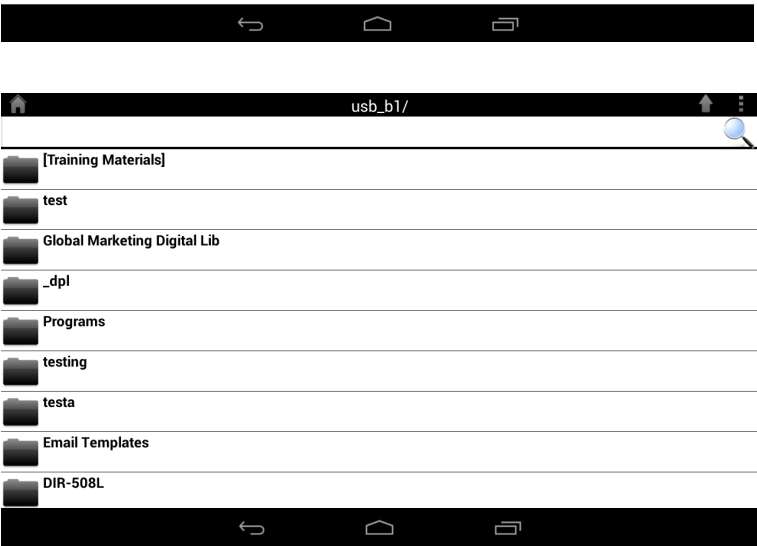 usb_b1/
[Training Materials]
test
Global Marketing Digital Lib
_dpl
Programs
testing
testa
Email Templates
DIR-508L